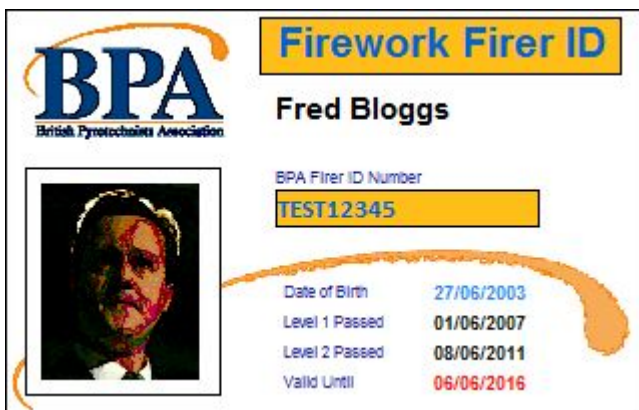 BPA
British Pyrotechnists Association
Firework Firer ID
Fred Bloggs
BPA Firer ID Number
TEST12345
Date of Birth 27/06/2003
Level 1 Passed 01/06/2007
Level 2 Passed 08/06/2011
Valid Until 06/06/2016